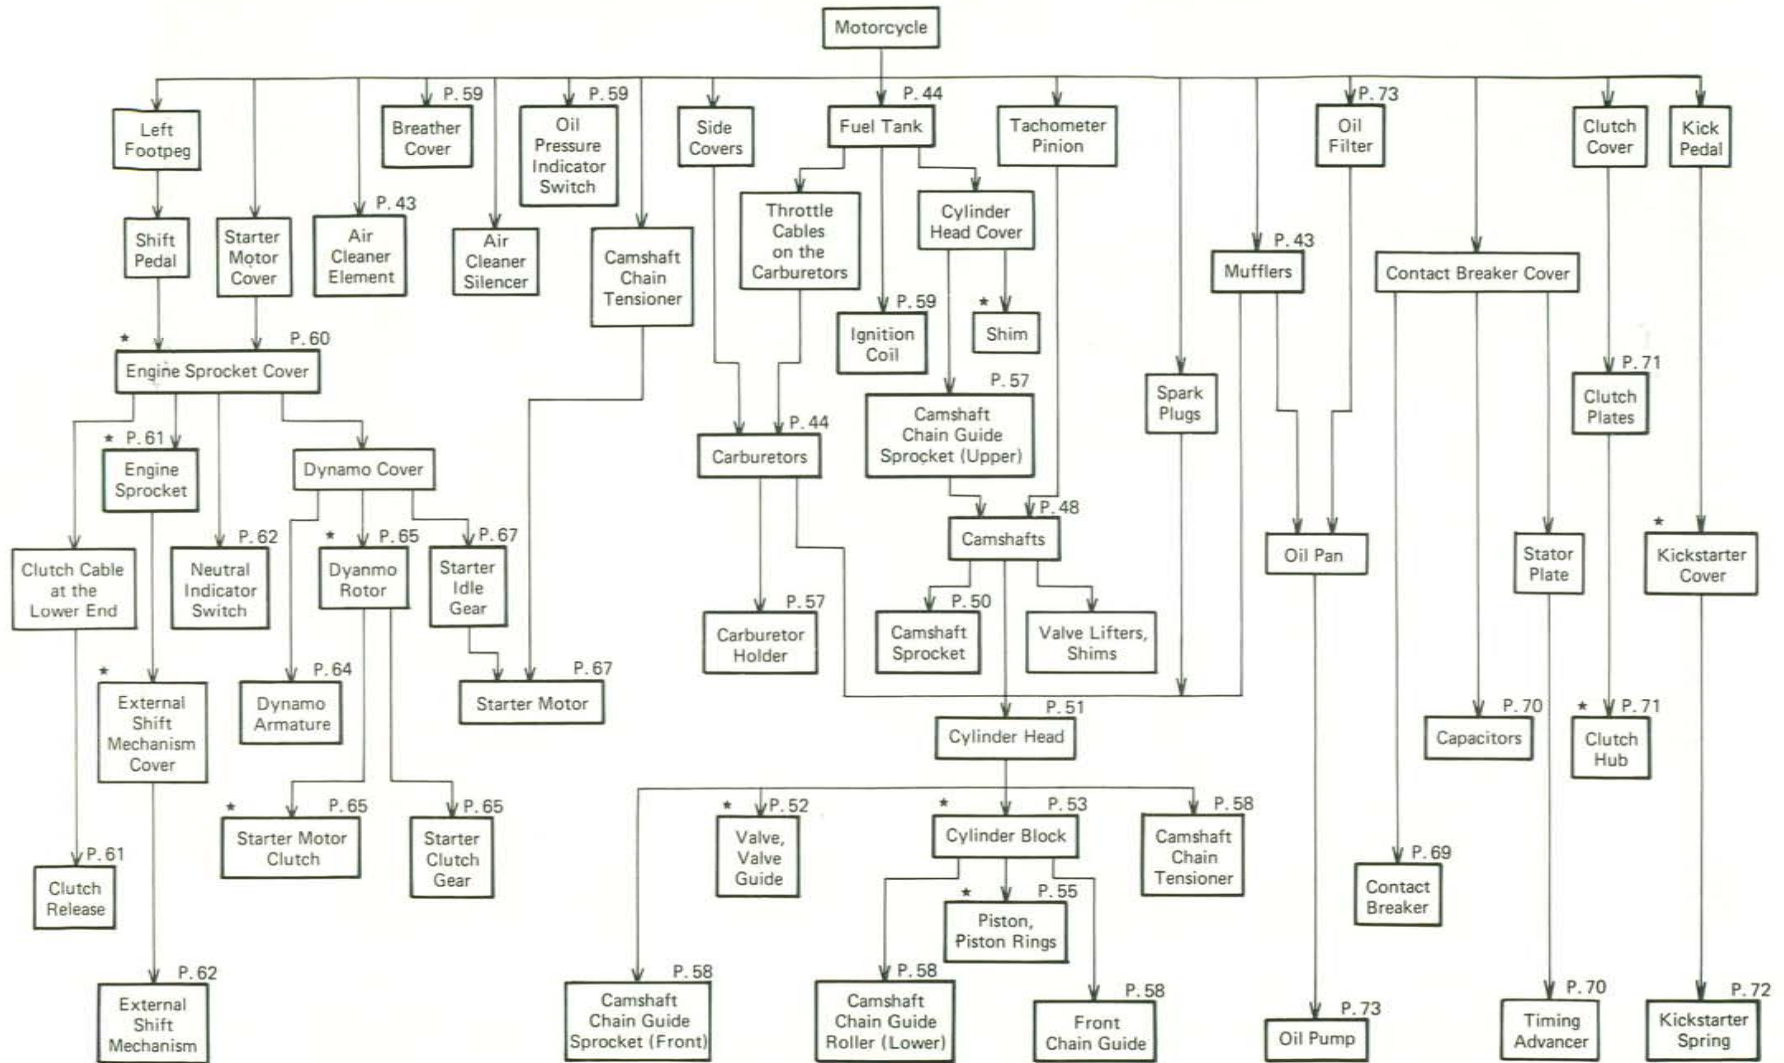 Motorcycle
P.59
P.59
P.44
P.73
Left
Footpeg
Breather
Cover
Oil
Pressure
Indicator
Switch
Side
Covers
Fuel Tank
Tachometer
Pinion
Oil
Filter
Clutch
Cover
Kick
Pedal
Shift
Pedal
Starter
Motor
Cover
P.43
Air
Cleaner
Element
Air
Cleaner
Silencer
Camshaft
Chain
Tensioner
Throttle
Cables
on the
Carburetors
Cylinder
Head Cover
P.43
Mufflers
Contact Breaker Cover
P.59
Ignition
Coil
★
Shim
★
P.60
Engine Sprocket Cover
P.57
Camshaft
Chain Guide
Sprocket (Upper)
Spark
Plugs
P.71
Clutch
Plates
★ P.61
Engine
Sprocket
Dynamo Cover
P.44
Carburetors
P.48
Camshafts
Clutch Cable
at the
Lower End
P.62
Neutral
Indicator
Switch
★ P.65
Dyanmo
Rotor
P.67
Starter
Idle
Gear
Oil Pan
Stator
Plate
★
Kickstarter
Cover
P.57
Carburetor
Holder
P.50
Camshaft
Sprocket
Valve Lifters,
Shims
★
External
Shift
Mechanism
Cover
P.64
Dynamo
Armature
P.67
Starter Motor
P.51
Cylinder Head
P.70
Capacitors
★ P.71
Clutch
Hub
★ P.65
Starter Motor
Clutch
P.65
Starter
Clutch
Gear
★ P.52
Valve,
Valve
Guide
★ P.53
Cylinder Block
P.58
Camshaft
Chain
Tensioner
P.61
Clutch
Release
★ P.55
Piston,
Piston Rings
P.69
Contact
Breaker
P.62
External
Shift
Mechanism
P.58
Camshaft
Chain Guide
Sprocket (Front)
P.58
Camshaft
Chain Guide
Roller (Lower)
P.58
Front
Chain Guide
P.73
Oil Pump
P.70
Timing
Advancer
P.72
Kickstarter
Spring